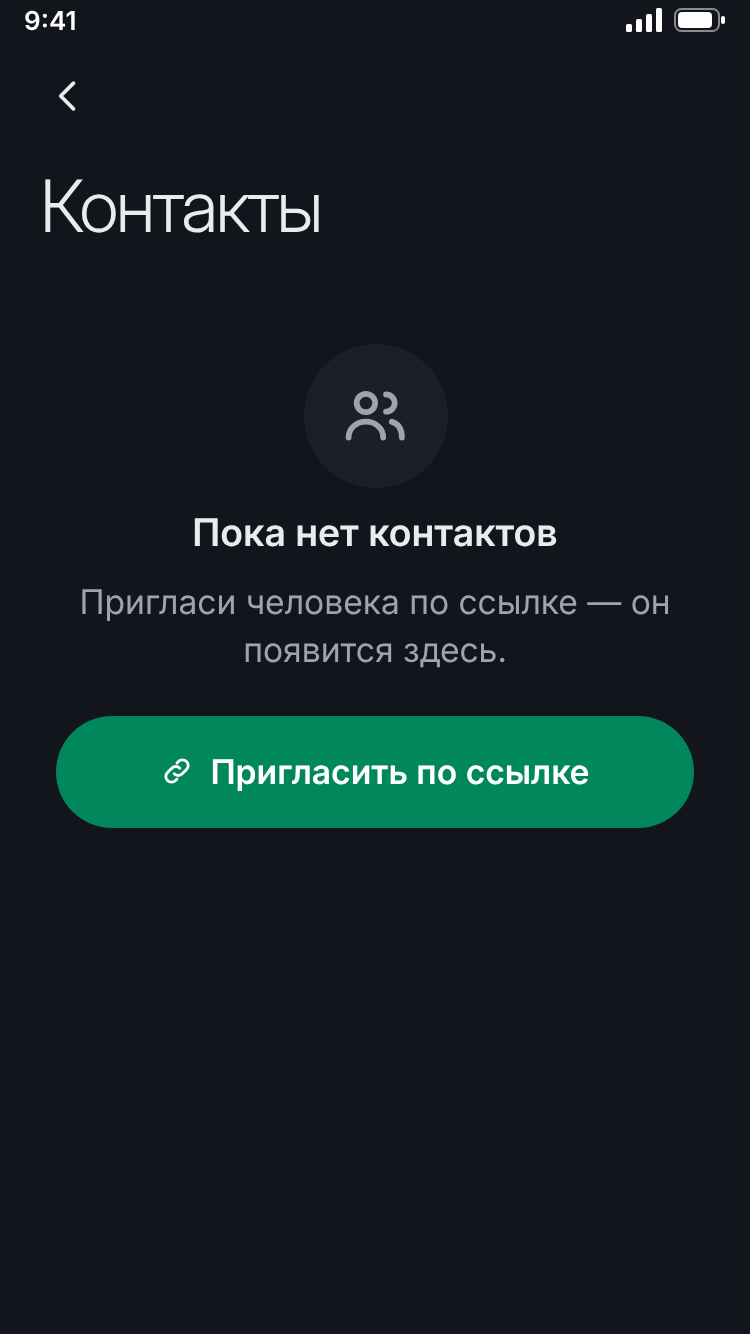 9:41
Контакты
Пока нет контактов
Пригласи человека по ссылке — он
появится здесь.
Пригласить по ссылке